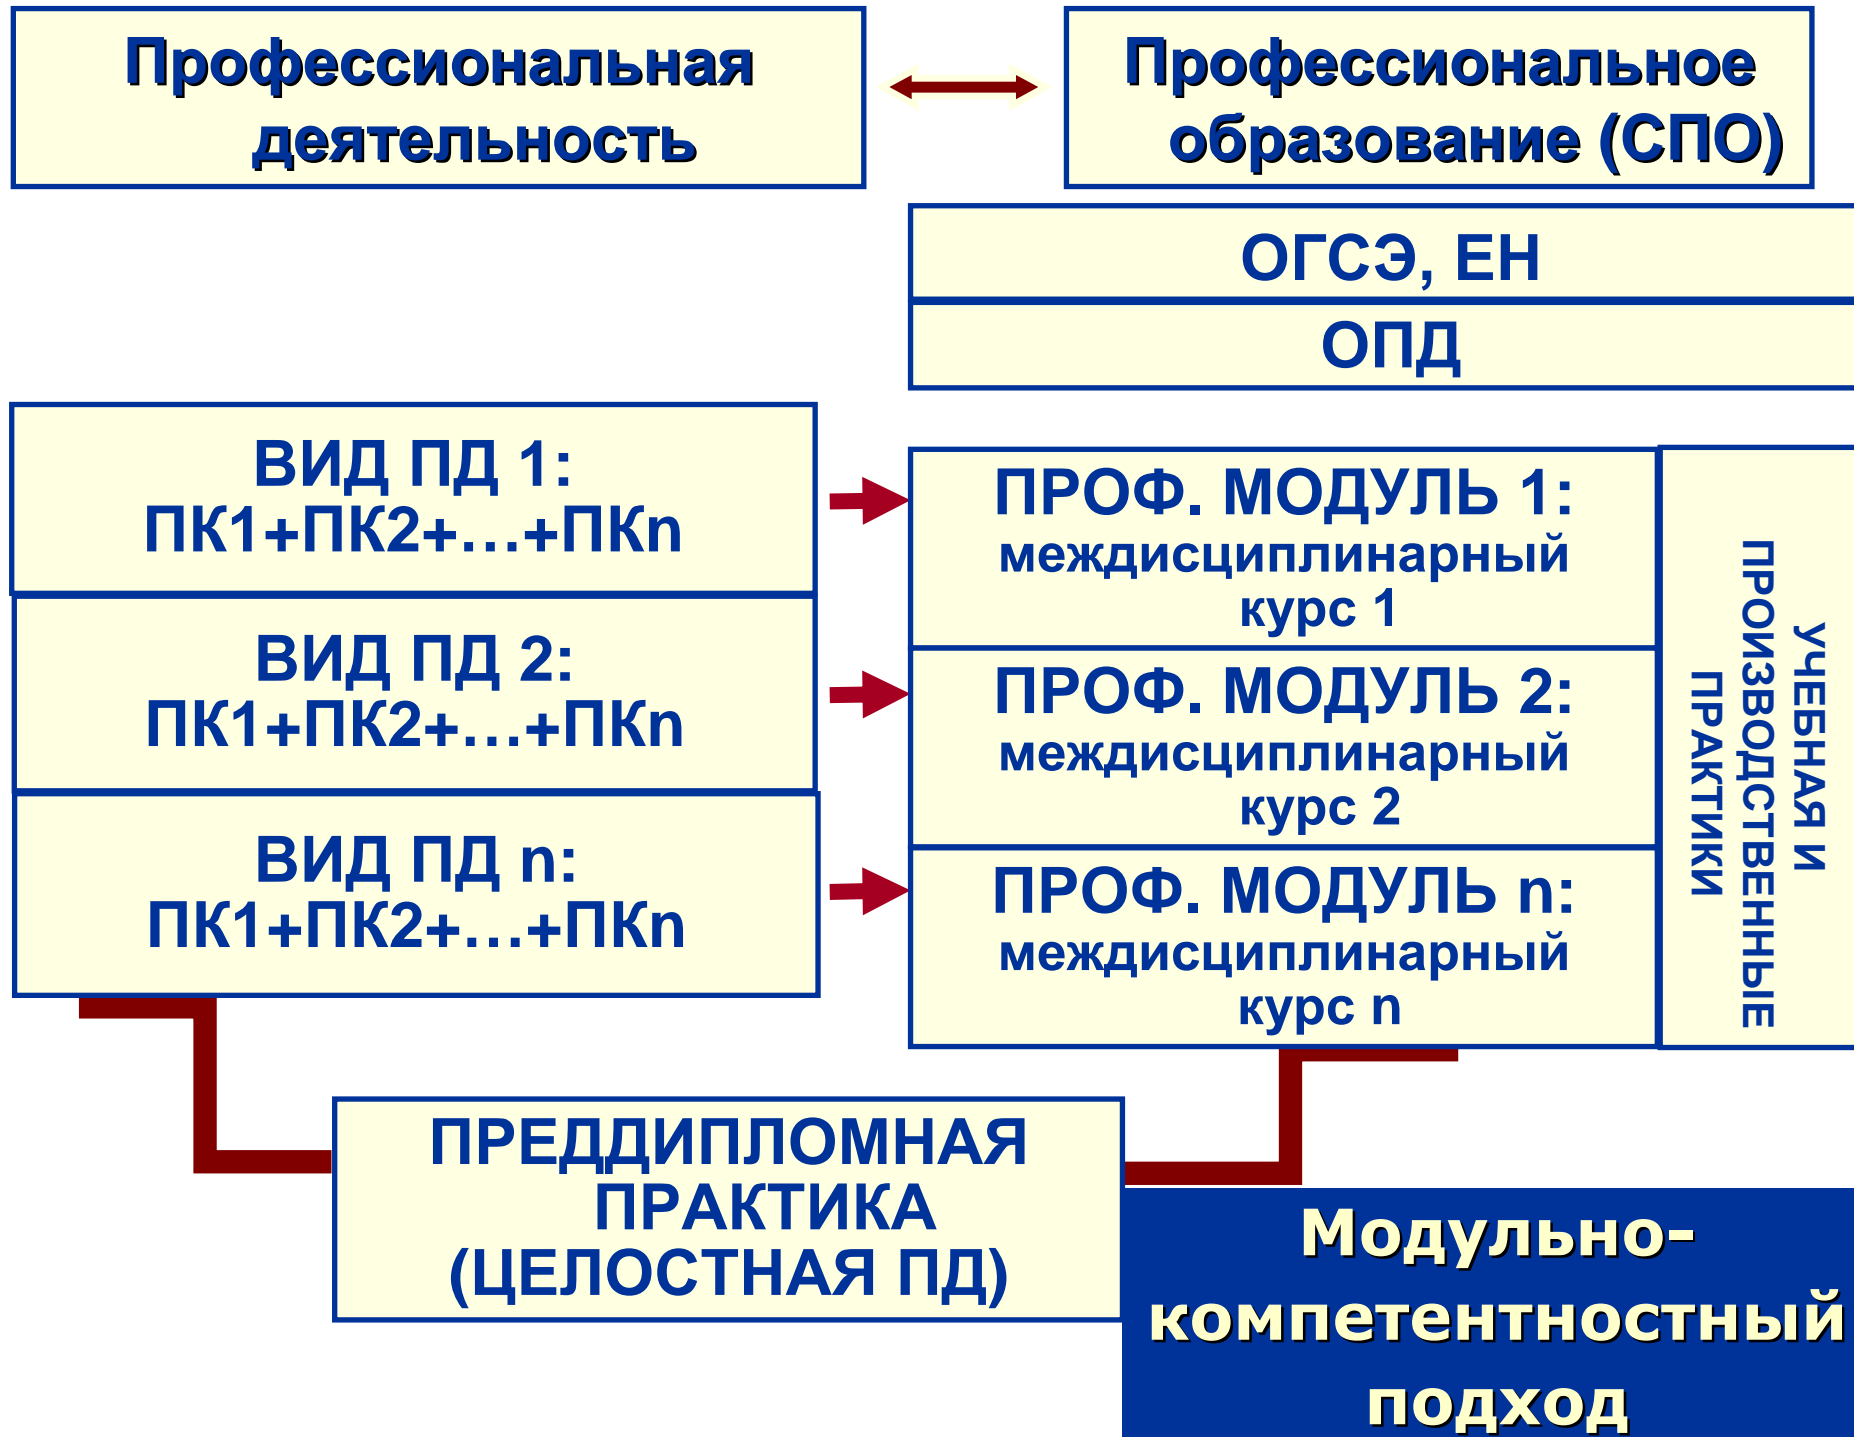 Профессиональная
деятельность
Профессиональное
образование (СПО)
ОГСЭ, ЕН
ОПД
ВИД ПД 1:
ПК1+ПК2+…+ПКn
ВИД ПД 2:
ПК1+ПК2+…+ПКn
ВИД ПД n:
ПК1+ПК2+…+ПКn
ПРОФ. МОДУЛЬ 1:
междисциплинарный
курс 1
ПРОФ. МОДУЛЬ 2:
междисциплинарный
курс 2
ПРОФ. МОДУЛЬ n:
междисциплинарный
курс n
УЧЕБНАЯ И
ПРОИЗВОДСТВЕННЫЕ
ПРАКТИКИ
ПРЕДДИПЛОМНАЯ
ПРАКТИКА
(ЦЕЛОСТНАЯ ПД)
Модульно-
компетентностный
подход